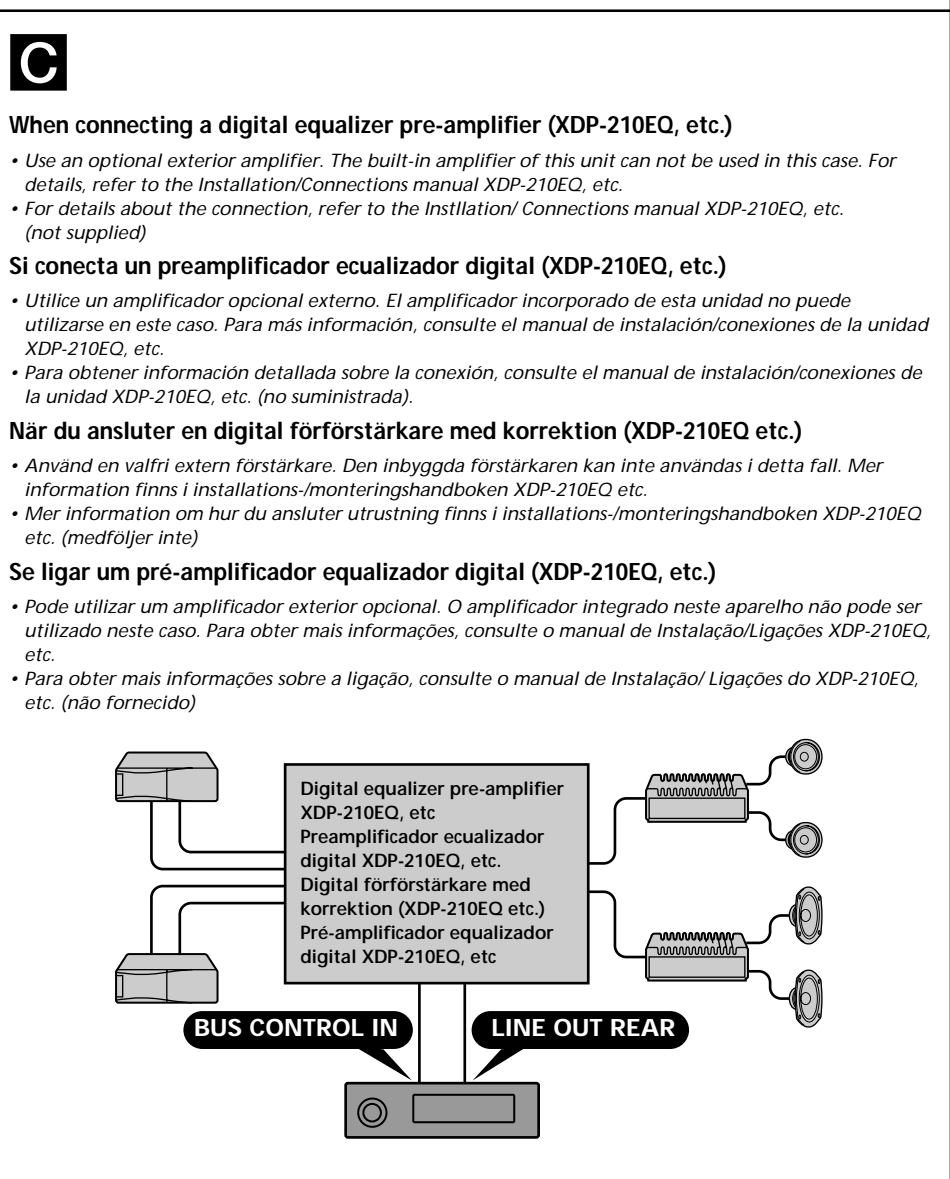 C
When connecting a digital equalizer pre-amplifier (XDP-210EQ, etc.)
• Use an optional exterior amplifier. The built-in amplifier of this unit can not be used in this case. For
details, refer to the Installation/Connections manual XDP-210EQ, etc.
• For details about the connection, refer to the Instllation/ Connections manual XDP-210EQ, etc.
(not supplied)
Si conecta un preamplificador ecualizador digital (XDP-210EQ, etc.)
• Utilice un amplificador opcional externo. El amplificador incorporado de esta unidad no puede
utilizarse en este caso. Para más información, consulte el manual de instalación/conexiones de la unidad
XDP-210EQ, etc.
• Para obtener información detallada sobre la conexión, consulte el manual de instalación/conexiones de
la unidad XDP-210EQ, etc. (no suministrada).
När du ansluter en digital förförstärkare med korrektion (XDP-210EQ etc.)
• Använd en valfri extern förstärkare. Den inbyggda förstärkaren kan inte användas i detta fall. Mer
information finns i installations-/monteringshandboken XDP-210EQ etc.
• Mer information om hur du ansluter utrustning finns i installations-/monteringshandboken XDP-210EQ
etc. (medföljer inte)
Se ligar um pré-amplificador equalizador digital (XDP-210EQ, etc.)
• Pode utilizar um amplificador exterior opcional. O amplificador integrado neste aparelho não pode ser
utilizado neste caso. Para obter mais informações, consulte o manual de Instalação/Ligações XDP-210EQ,
etc.
• Para obter mais informações sobre a ligação, consulte o manual de Instalação/ Ligações do XDP-210EQ,
etc. (não fornecido)
Digital equalizer pre-amplifier
XDP-210EQ, etc
Preamplificador ecualizador
digital XDP-210EQ, etc.
Digital förförstärkare med
korrektion (XDP-210EQ etc.)
Pré-amplificador equalizador
digital XDP-210EQ, etc
BUS CONTROL IN
LINE OUT REAR